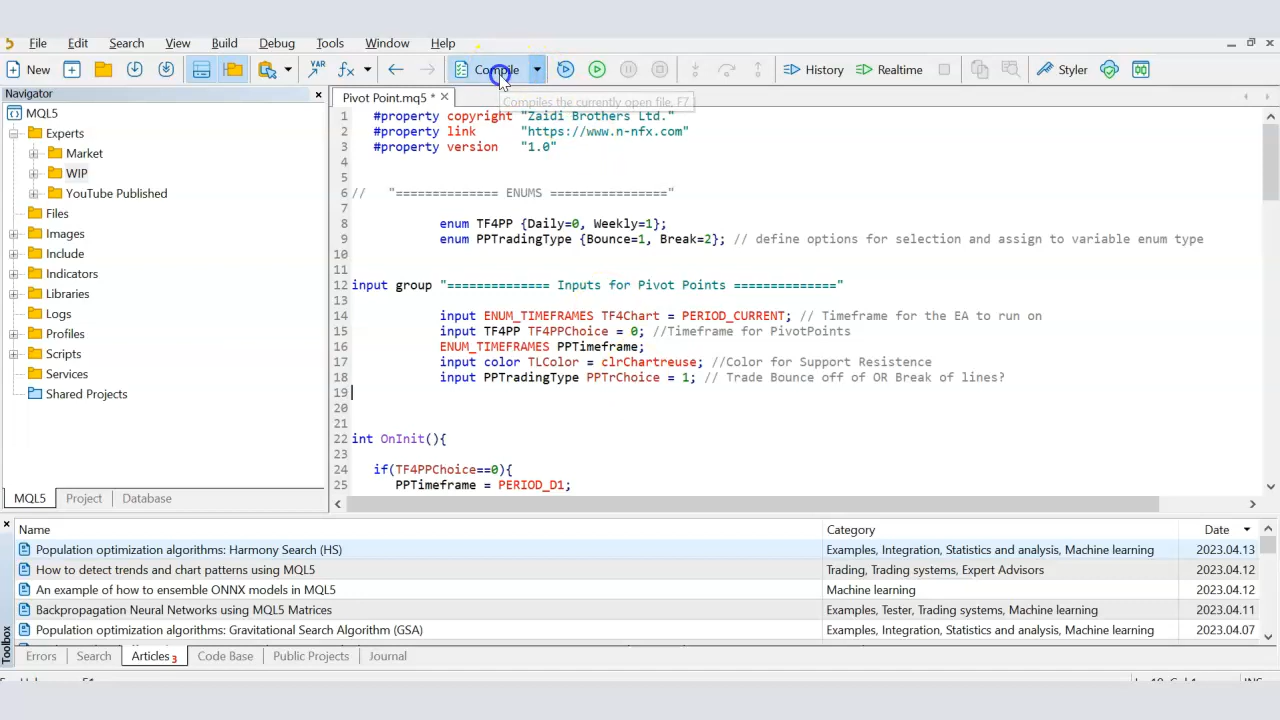 File Edit Search View Build Debug Tools Window Help
New VAR Compile History Realtime Styler
Compiles the currently open file, F7
Navigator
MQL5
Experts
Market
WIP
YouTube Published
Files
Images
Include
Indicators
Libraries
Logs
Profiles
Scripts
Services
Shared Projects
MQL5 Project Database
Pivot Point.mq5 *
1 #property copyright "Zaidi Brothers Ltd."
2 #property link "https://www.n-nfx.com"
3 #property version "1.0"
4
5
6 // "============== ENUMS ================"
7
8 enum TF4PP {Daily=0, Weekly=1};
9 enum PPTradingType {Bounce=1, Break=2}; // define options for selection and assign to variable enum type
10
11
12 input group "============== Inputs for Pivot Points =============="
13
14 input ENUM_TIMEFRAMES TF4Chart = PERIOD_CURRENT; // Timeframe for the EA to run on
15 input TF4PP TF4PPChoice = 0; //Timeframe for PivotPoints
16 ENUM_TIMEFRAMES PPTimeframe;
17 input color TLColor = clrChartreuse; //Color for Support Resistence
18 input PPTradingType PPTrChoice = 1; // Trade Bounce off of OR Break of lines?
19
20
21
22 int OnInit(){
23
24 if(TF4PPChoice==0){
25 PPTimeframe = PERIOD_D1;
Name Category Date
Population optimization algorithms: Harmony Search (HS) Examples, Integration, Statistics and analysis, Machine learning 2023.04.13
How to detect trends and chart patterns using MQL5 Trading, Trading systems, Expert Advisors 2023.04.12
An example of how to ensemble ONNX models in MQL5 Machine learning 2023.04.12
Backpropagation Neural Networks using MQL5 Matrices Examples, Tester, Trading systems, Machine learning 2023.04.11
Population optimization algorithms: Gravitational Search Algorithm (GSA) Examples, Integration, Statistics and analysis, Machine learning 2023.04.07
Toolbox
Errors Search Articles 3 Code Base Public Projects Journal